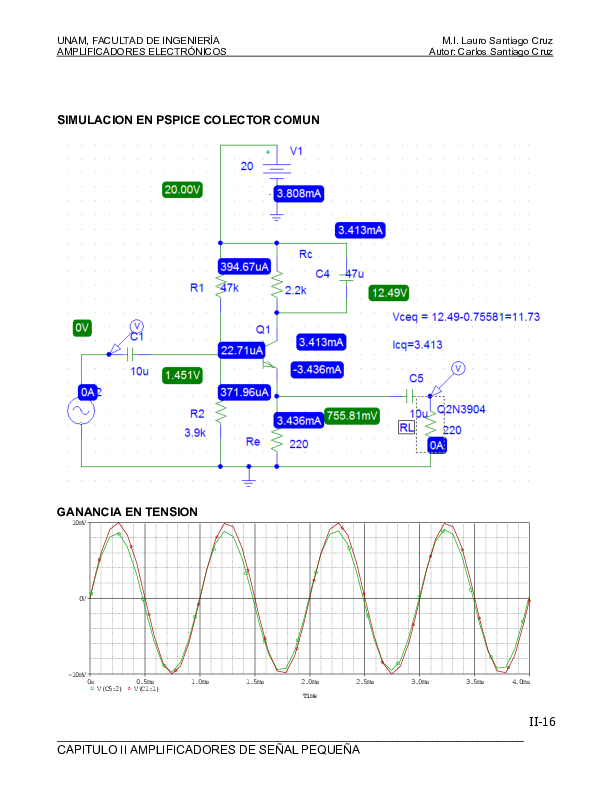 UNAM, FACULTAD DE INGENIERÍA
M.I. Lauro Santiago Cruz
AMPLIFICADORES ELECTRÓNICOS
Autor: Carlos Santiago Cruz
SIMULACION EN PSPICE COLECTOR COMUN
V1
20
20.00V
3.808mA
3.413mA
Rc
394.67uA
C4
47u
R1
47k
2.2k
12.49V
Vceq = 12.49-0.75581=11.73
0V
V
Q1
C1
3.413mA
Icq=3.413
22.71uA
V
10u
1.451V
-3.436mA
C5
0A
371.96uA
R2
3.436mA
755.81mV
10u
Q2N3904
3.9k
Re
220
RL
220
0A
GANANCIA EN TENSION
10mV
0V
-10mV
0s
0.5ms
1.0ms
1.5ms
2.0ms
2.5ms
3.0ms
3.5ms
4.0ms
V(C5:2)
V(C1:1)
Time
II-16
CAPITULO II AMPLIFICADORES DE SEÑAL PEQUEÑA